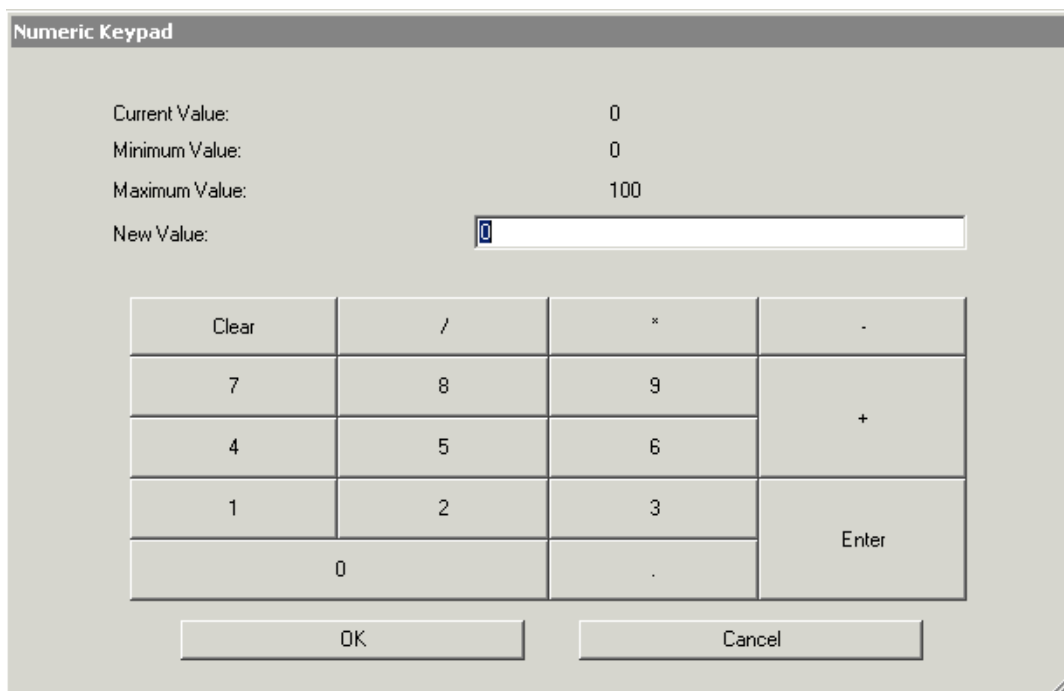 Numeric Keypad
Current Value: 0
Minimum Value: 0
Maximum Value: 100
New Value: 0
Clear / * -
7 8 9
+
4 5 6
1 2 3
Enter
0 .
OK Cancel